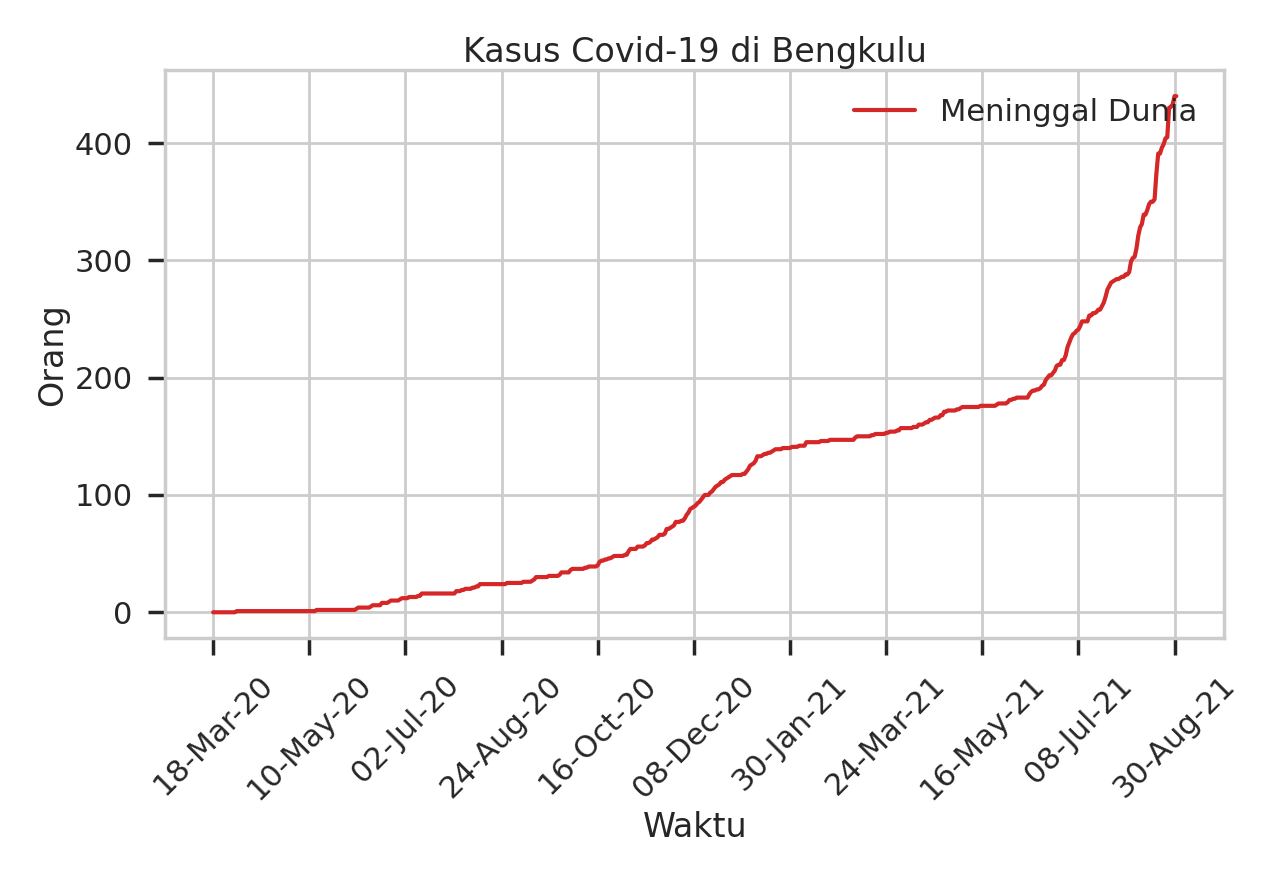 Kasus Covid-19 di Bengkulu
Meninggal Dunia
Orang
400
300
200
100
0
18-Mar-20
10-May-20
02-Jul-20
24-Aug-20
16-Oct-20
08-Dec-20
30-Jan-21
24-Mar-21
16-May-21
08-Jul-21
30-Aug-21
Waktu